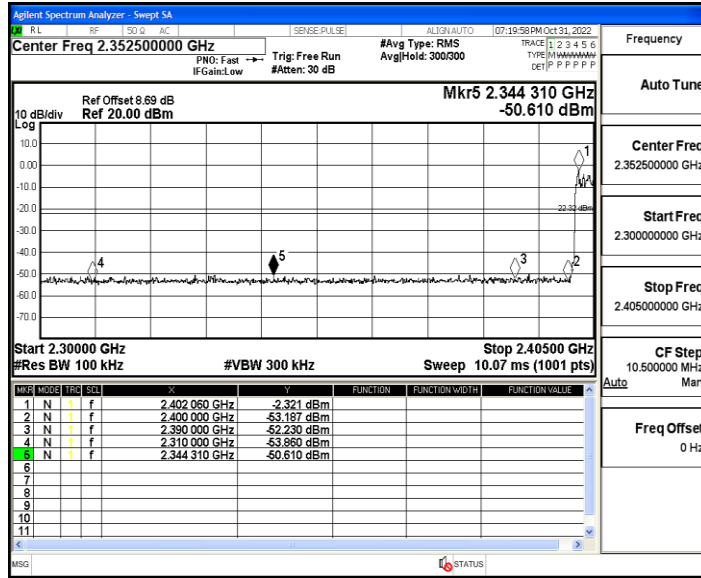 Agilent Spectrum Analyzer - Swept SA
LXI RL RF 50 Ω AC SENSE:PULSE ALIGNAUTO 07:19:58 PM Oct 31, 2022
Center Freq 2.352500000 GHz
PNO: Fast
IFGain:Low
Trig: Free Run
#Atten: 30 dB
#Avg Type: RMS
Avg|Hold: 300/300
TRACE 1 2 3 4 5 6
TYPE M W W W W W
DET P P P P P P
Mkr5 2.344 310 GHz
-50.610 dBm
Ref Offset 8.69 dB
10 dB/div Ref 20.00 dBm
Log
10.0
0.00
-10.0
-20.0
-30.0
-40.0
-50.0
-60.0
-70.0
1
22.32 dBm
4
5
3
2
Start 2.30000 GHz Stop 2.40500 GHz
#Res BW 100 kHz #VBW 300 kHz Sweep 10.07 ms (1001 pts)
MKR MODE TRC SCL X Y FUNCTION FUNCTION WIDTH FUNCTION VALUE
1 N 1 f 2.402 060 GHz -2.321 dBm
2 N 1 f 2.400 000 GHz -53.187 dBm
3 N 1 f 2.390 000 GHz -52.230 dBm
4 N 1 f 2.310 000 GHz -53.860 dBm
5 N 1 f 2.344 310 GHz -50.610 dBm
6
7
8
9
10
11
MSG STATUS
Frequency
Auto Tune
Center Freq
2.352500000 GHz
Start Freq
2.300000000 GHz
Stop Freq
2.405000000 GHz
CF Step
10.500000 MHz
Auto Man
Freq Offset
0 Hz